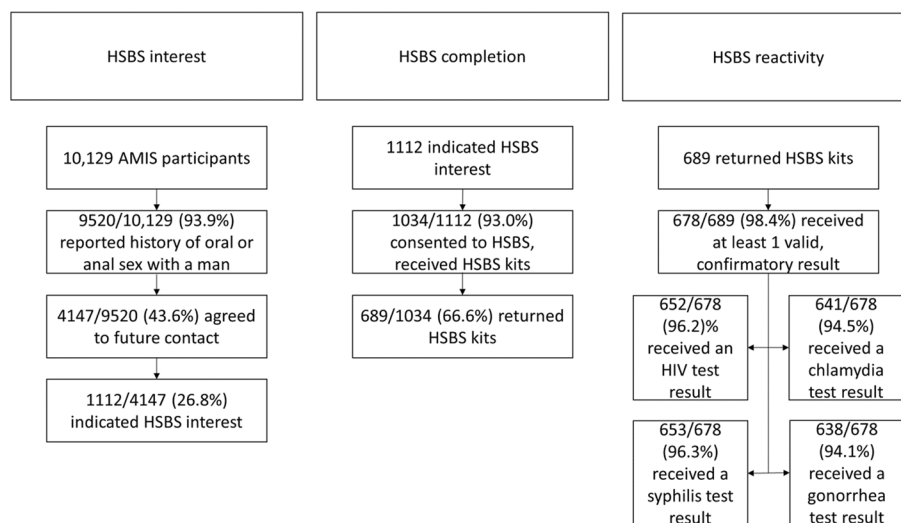 HSBS interest
10,129 AMIS participants
9520/10,129 (93.9%)
reported history of oral or
anal sex with a man
4147/9520 (43.6%) agreed
to future contact
1112/4147 (26.8%)
indicated HSBS interest
HSBS completion
1112 indicated HSBS
interest
1034/1112 (93.0%)
consented to HSBS,
received HSBS kits
689/1034 (66.6%) returned
HSBS kits
HSBS reactivity
689 returned HSBS kits
678/689 (98.4%) received
at least 1 valid,
confirmatory result
652/678
(96.2)%
received an
HIV test
result
641/678
(94.5%)
received a
chlamydia
test result
653/678
(96.3%)
received a
syphilis test
result
638/678
(94.1%)
received a
gonorrhea
test result